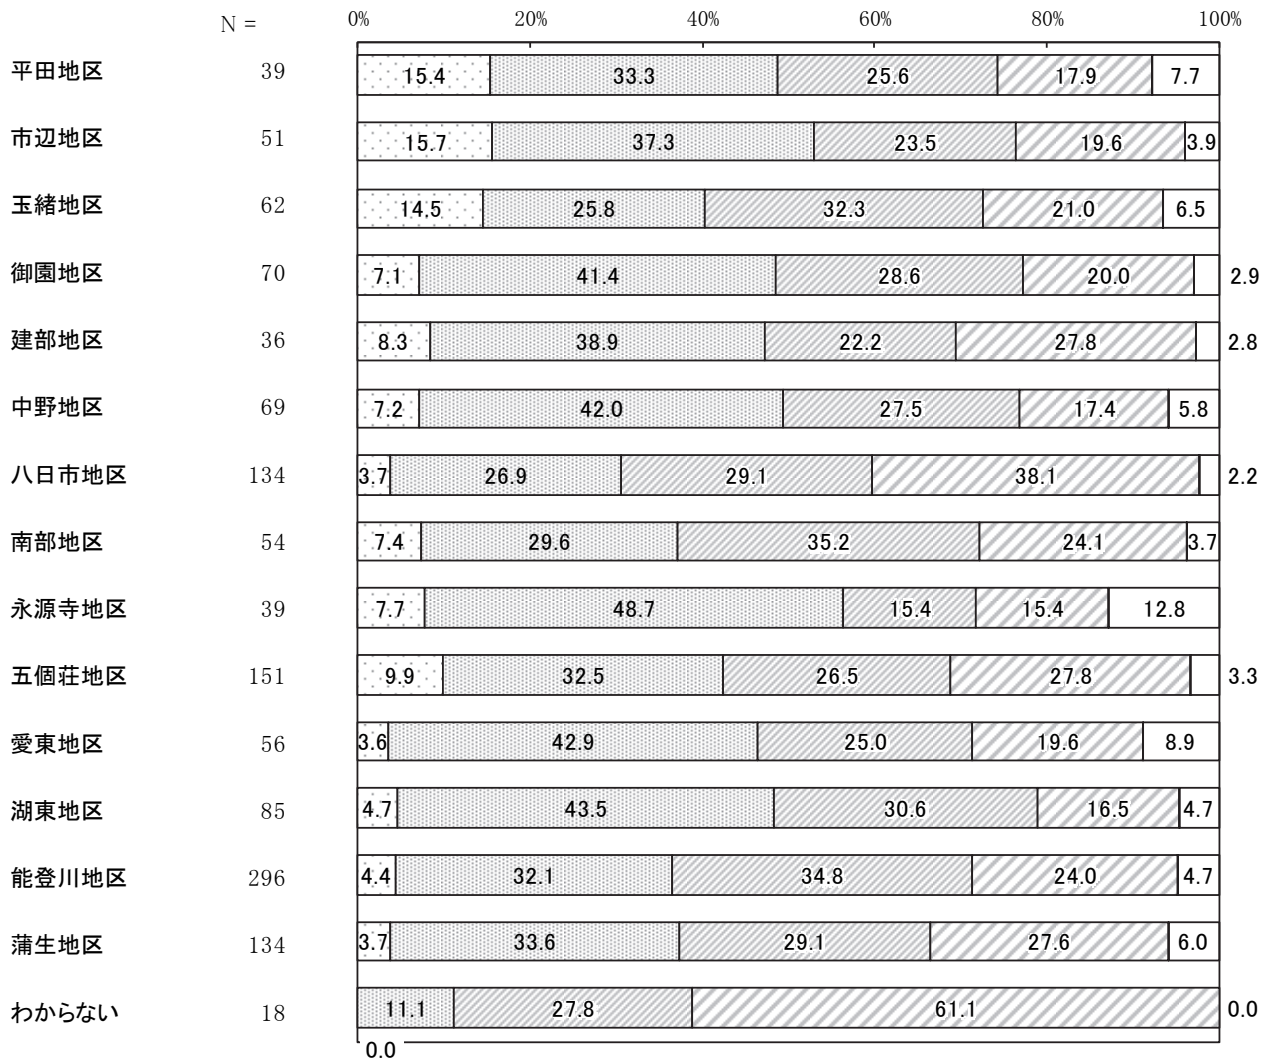 N = 0% 20% 40% 60% 80% 100%
平田地区 39 15.4 33.3 25.6 17.9 7.7
市辺地区 51 15.7 37.3 23.5 19.6 3.9
玉緒地区 62 14.5 25.8 32.3 21.0 6.5
御園地区 70 7.1 41.4 28.6 20.0 2.9
建部地区 36 8.3 38.9 22.2 27.8 2.8
中野地区 69 7.2 42.0 27.5 17.4 5.8
八日市地区 134 3.7 26.9 29.1 38.1 2.2
南部地区 54 7.4 29.6 35.2 24.1 3.7
永源寺地区 39 7.7 48.7 15.4 15.4 12.8
五個荘地区 151 9.9 32.5 26.5 27.8 3.3
愛東地区 56 3.6 42.9 25.0 19.6 8.9
湖東地区 85 4.7 43.5 30.6 16.5 4.7
能登川地区 296 4.4 32.1 34.8 24.0 4.7
蒲生地区 134 3.7 33.6 29.1 27.6 6.0
わからない 18 11.1 27.8 61.1 0.0
0.0